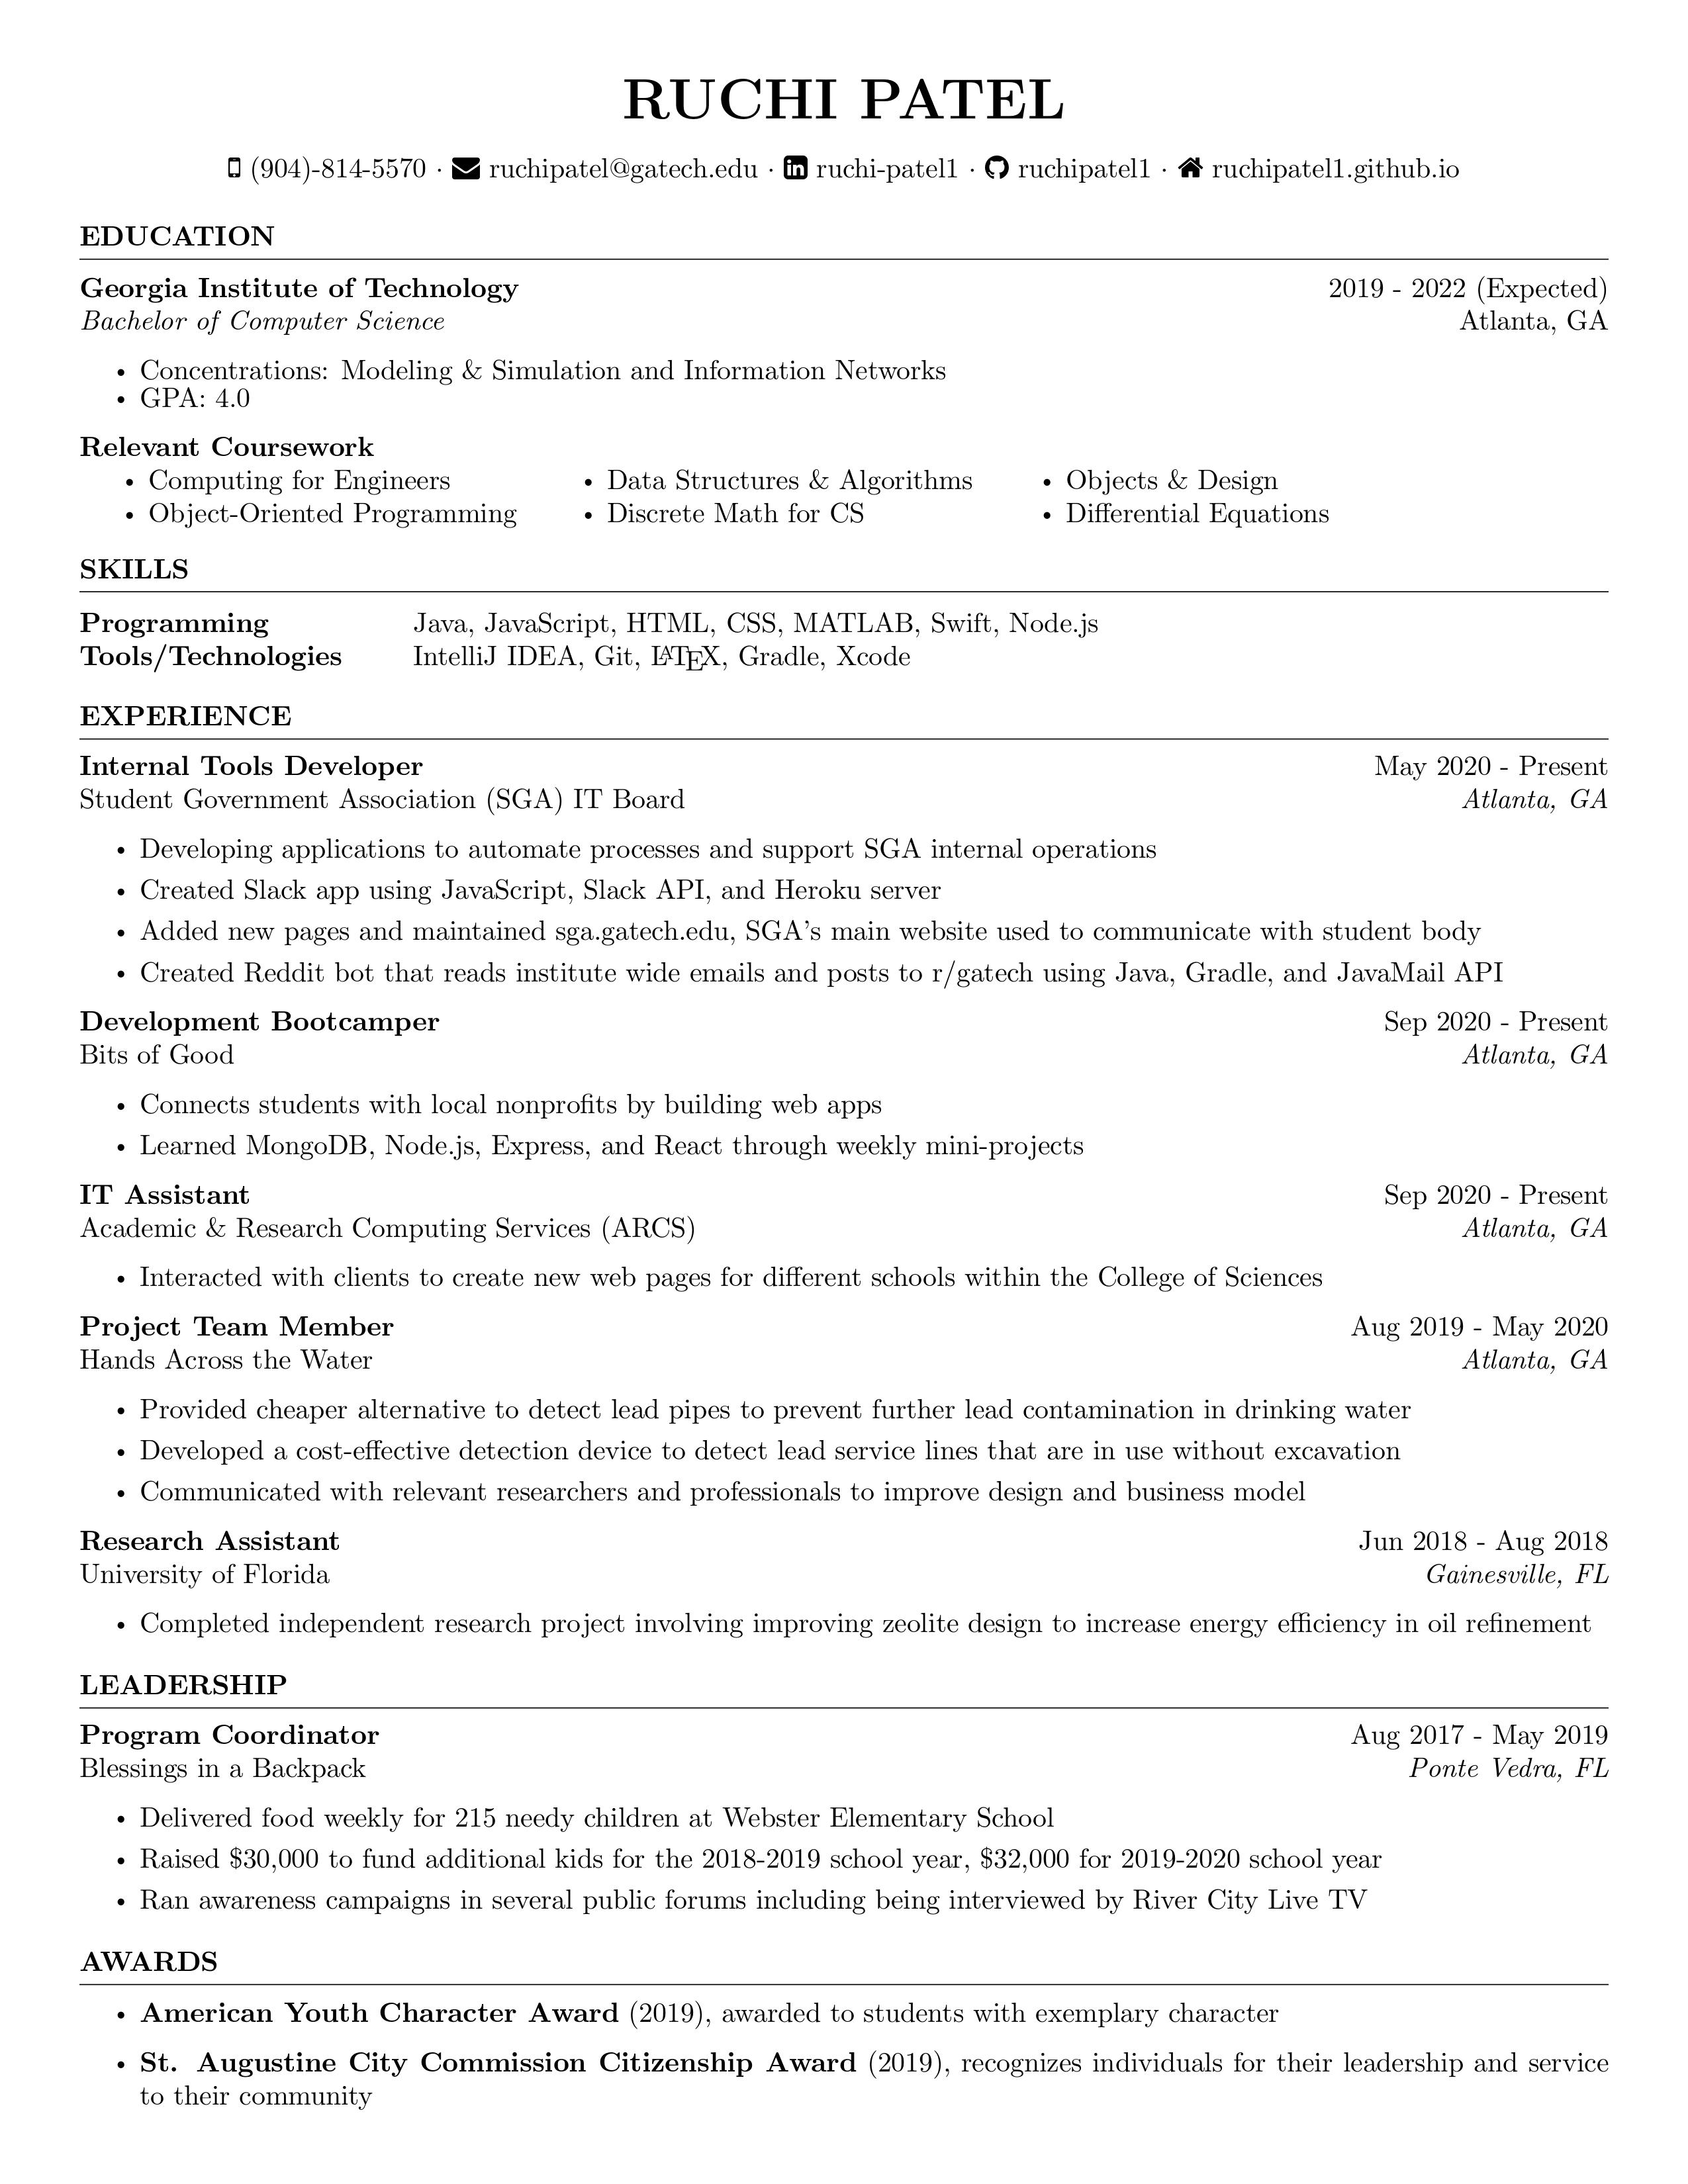 RUCHI PATEL
(904)-814-5570 · ruchipatel@gatech.edu · ruchi-patel1 · ruchipatel1 · ruchipatel1.github.io
EDUCATION
Georgia Institute of Technology 2019 - 2022 (Expected)
Bachelor of Computer Science Atlanta, GA
• Concentrations: Modeling & Simulation and Information Networks
• GPA: 4.0
Relevant Coursework
• Computing for Engineers • Data Structures & Algorithms • Objects & Design
• Object-Oriented Programming • Discrete Math for CS • Differential Equations
SKILLS
Programming Java, JavaScript, HTML, CSS, MATLAB, Swift, Node.js
Tools/Technologies IntelliJ IDEA, Git, LATEX, Gradle, Xcode
EXPERIENCE
Internal Tools Developer May 2020 - Present
Student Government Association (SGA) IT Board Atlanta, GA
• Developing applications to automate processes and support SGA internal operations
• Created Slack app using JavaScript, Slack API, and Heroku server
• Added new pages and maintained sga.gatech.edu, SGA's main website used to communicate with student body
• Created Reddit bot that reads institute wide emails and posts to r/gatech using Java, Gradle, and JavaMail API
Development Bootcamper Sep 2020 - Present
Bits of Good Atlanta, GA
• Connects students with local nonprofits by building web apps
• Learned MongoDB, Node.js, Express, and React through weekly mini-projects
IT Assistant Sep 2020 - Present
Academic & Research Computing Services (ARCS) Atlanta, GA
• Interacted with clients to create new web pages for different schools within the College of Sciences
Project Team Member Aug 2019 - May 2020
Hands Across the Water Atlanta, GA
• Provided cheaper alternative to detect lead pipes to prevent further lead contamination in drinking water
• Developed a cost-effective detection device to detect lead service lines that are in use without excavation
• Communicated with relevant researchers and professionals to improve design and business model
Research Assistant Jun 2018 - Aug 2018
University of Florida Gainesville, FL
• Completed independent research project involving improving zeolite design to increase energy efficiency in oil refinement
LEADERSHIP
Program Coordinator Aug 2017 - May 2019
Blessings in a Backpack Ponte Vedra, FL
• Delivered food weekly for 215 needy children at Webster Elementary School
• Raised $30,000 to fund additional kids for the 2018-2019 school year, $32,000 for 2019-2020 school year
• Ran awareness campaigns in several public forums including being interviewed by River City Live TV
AWARDS
• American Youth Character Award (2019), awarded to students with exemplary character
• St. Augustine City Commission Citizenship Award (2019), recognizes individuals for their leadership and service
to their community